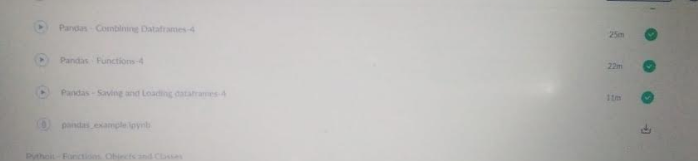 Pandas - Combining Dataframes-4
25m
Pandas - Functions-4
22m
Pandas - Saving and Loading dataframes-4
11m
pandas_example.ipynb
Python - Functions, Objects and Classes